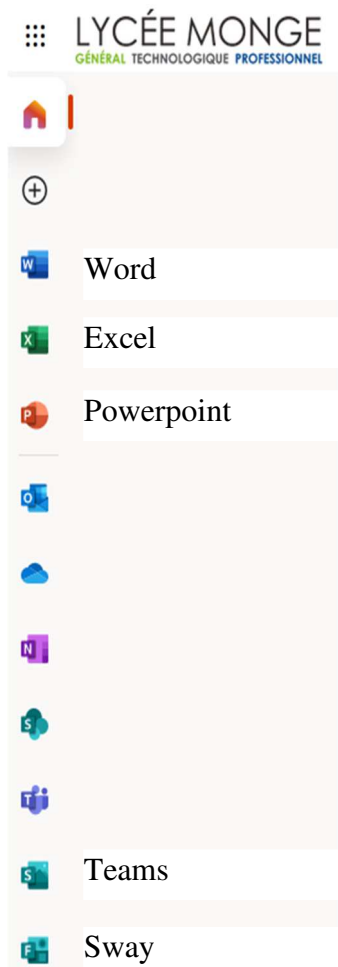 LYCÉE MONGE
GÉNÉRAL TECHNOLOGIQUE PROFESSIONNEL
W Word
X Excel
P Powerpoint
O
N
S
T
S Teams
F Sway